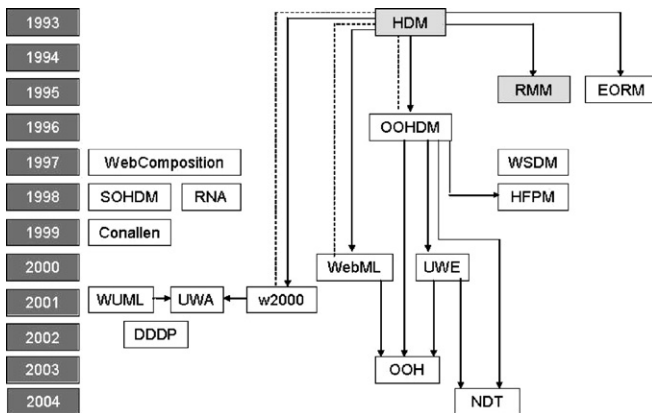 1993 HDM
1994
1995 RMM EORM
1996 OOHDM
1997 WebComposition WSDM
1998 SOHDM RNA HFPM
1999 Conallen
2000 WebML UWE
2001 WUML UWA w2000
2002 DDDP
2003 OOH
2004 NDT